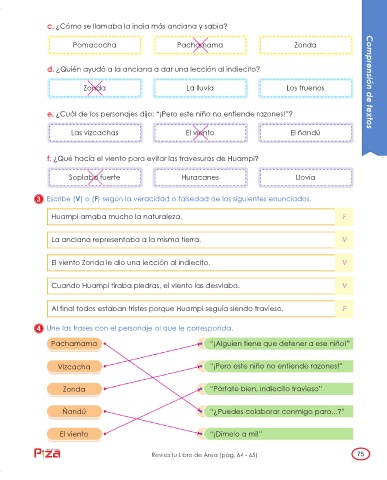 c. ¿Cómo se llamaba la india más anciana y sabia?
Pomacocha Pachamama Zonda
d. ¿Quién ayudó a la anciana a dar una lección al indiecito?
Zonda La lluvia Los truenos
e. ¿Cuál de los personajes dijo: "¡Pero este niño no entiende razones!"?
Las vizcachas El viento El ñandú
f. ¿Qué hacía el viento para evitar las travesuras de Huampi?
Soplaba fuerte Huracanes Llovía
Comprensión de textos
3 Escribe (V) o (F) según la veracidad o falsedad de los siguientes enunciados.
Huampi amaba mucho la naturaleza. F
La anciana representaba a la misma tierra. V
El viento Zonda le dio una lección al indiecito. V
Cuando Huampi tiraba piedras, el viento las desviaba. V
Al final todos estaban tristes porque Huampi seguía siendo travieso. F
4 Une las frases con el personaje al que le corresponda.
Pachamama "¡Alguien tiene que detener a ese niño!"
Vizcacha "¡Pero este niño no entiende razones!"
Zonda "Pórtate bien, indiecito travieso"
Ñandú "¿Puedes colaborar conmigo para...?"
El viento "¡Dímelo a mí!"
Pizá
Revisa tu Libro de Área (pág. 64 - 65)
75